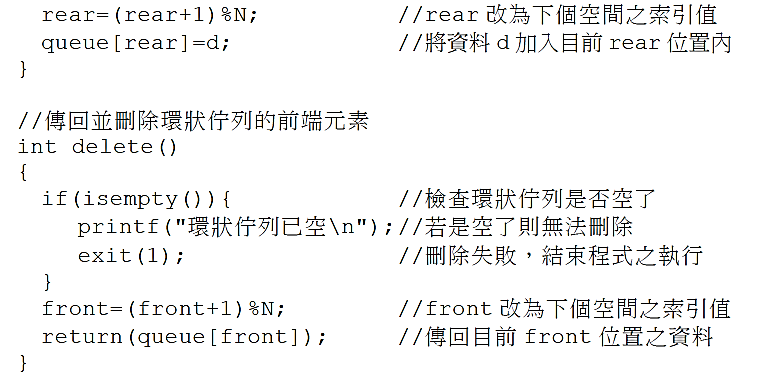 rear=(rear+1)%N; //rear 改為下個空間之索引值
queue[rear]=d; //將資料 d 加入目前 rear 位置內
}
//傳回並刪除環狀佇列的前端元素
int delete()
{
if(isempty()){ //檢查環狀佇列是否空了
printf("環狀佇列已空\n");//若是空了則無法刪除
exit(1); //刪除失敗，結束程式之執行
}
front=(front+1)%N; //front 改為下個空間之索引值
return(queue[front]); //傳回目前 front 位置之資料
}